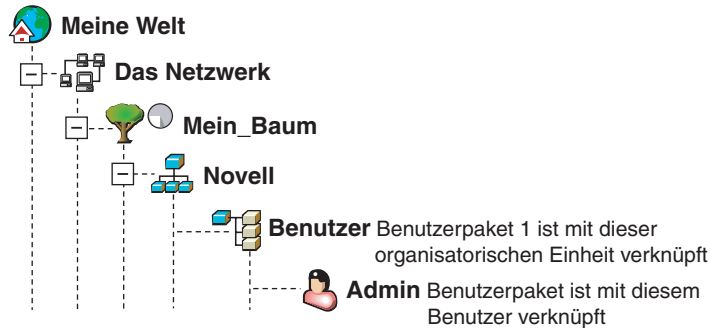 Meine Welt
Das Netzwerk
Mein_Baum
Novell
Benutzer Benutzerpaket 1 ist mit dieser
organisatorischen Einheit verknüpft
Admin Benutzerpaket ist mit diesem
Benutzer verknüpft